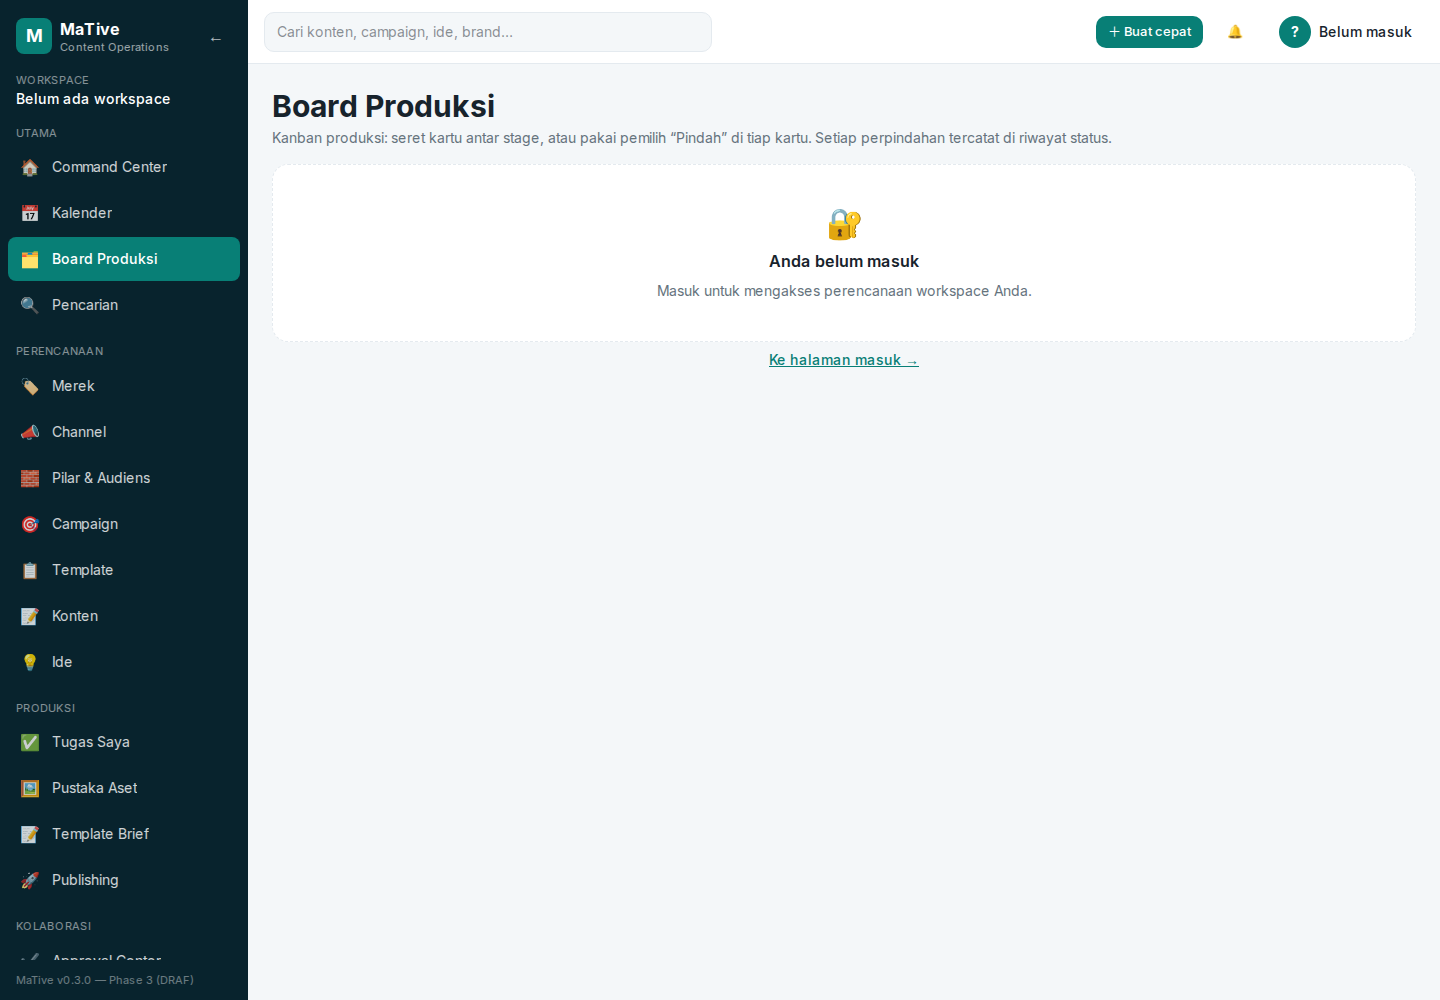 M
MaTive
Content Operations
←
WORKSPACE
Belum ada workspace
UTAMA
Command Center
Kalender
Board Produksi
Pencarian
PERENCANAAN
Merek
Channel
Pilar & Audiens
Campaign
Template
Konten
Ide
PRODUKSI
Tugas Saya
Pustaka Aset
Template Brief
Publishing
KOLABORASI
Approval Center
MaTive v0.3.0 — Phase 3 (DRAF)
Cari konten, campaign, ide, brand...
+ Buat cepat
?
Belum masuk
Board Produksi
Kanban produksi: seret kartu antar stage, atau pakai pemilih “Pindah” di tiap kartu. Setiap perpindahan tercatat di riwayat status.
Anda belum masuk
Masuk untuk mengakses perencanaan workspace Anda.
Ke halaman masuk →